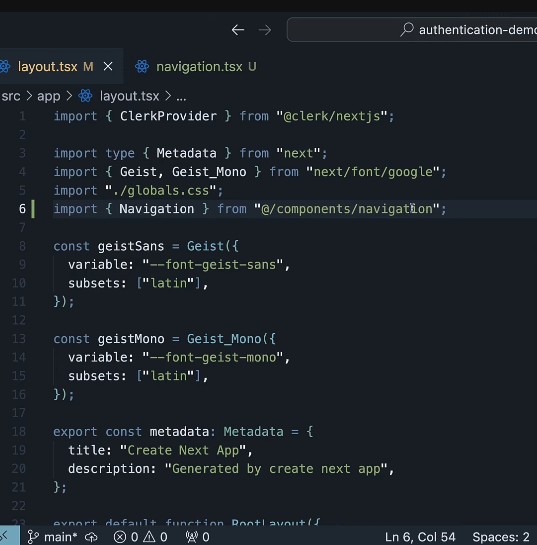 authentication-demo
layout.tsx M
navigation.tsx U
src > app > layout.tsx > ...
1 import { ClerkProvider } from "@clerk/nextjs";
2
3 import type { Metadata } from "next";
4 import { Geist, Geist_Mono } from "next/font/google";
5 import "./globals.css";
6 import { Navigation } from "@/components/navigation";
7
8 const geistSans = Geist({
9 variable: "--font-geist-sans",
10 subsets: ["latin"],
11 });
12
13 const geistMono = Geist_Mono({
14 variable: "--font-geist-mono",
15 subsets: ["latin"],
16 });
17
18 export const metadata: Metadata = {
19 title: "Create Next App",
20 description: "Generated by create next app",
21 };
22
23 export default function RootLayout({
main* 0 0 0 Ln 6, Col 54 Spaces: 2